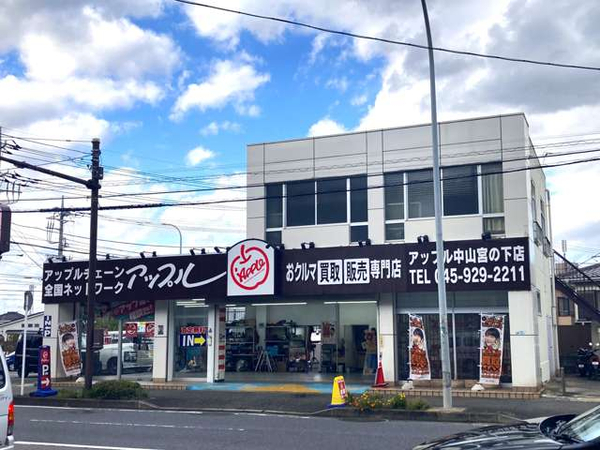 アップルチェーン
全国ネットワーク
アップル
Apple
おクルマ買取販売専門店
アップル中山宮の下店
TEL 045-929-2211
IN
P